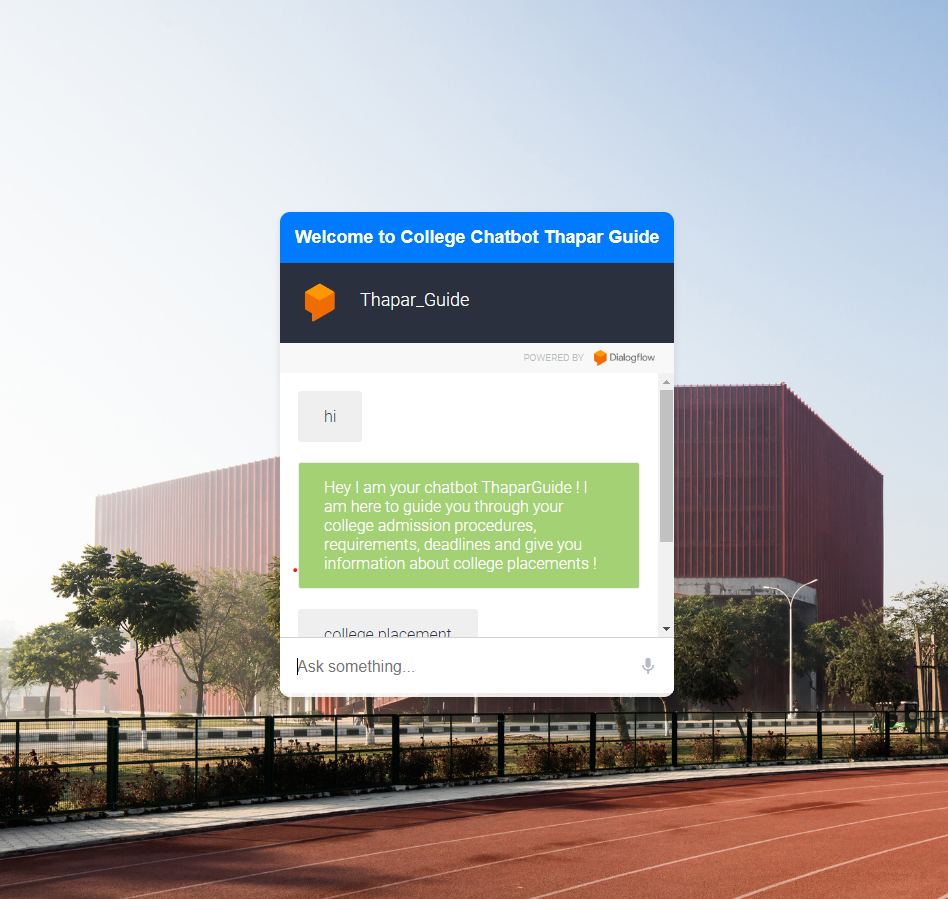 Welcome to College Chatbot Thapar Guide
Thapar_Guide
POWERED BY Dialogflow
hi
Hey I am your chatbot ThaparGuide ! I
am here to guide you through your
college admission procedures,
requirements, deadlines and give you
information about college placements !
college placement
Ask something...